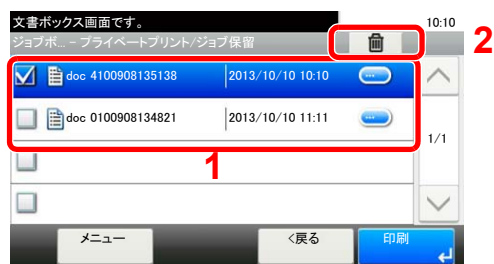 文書ボックス画面です。
10:10
ジョブボ... – プライベートプリント/ジョブ保留
2
doc 4100908135138 2013/10/10 10:10
doc 0100908134821 2013/10/10 11:11
1/1
1
メニュー
<戻る
印刷